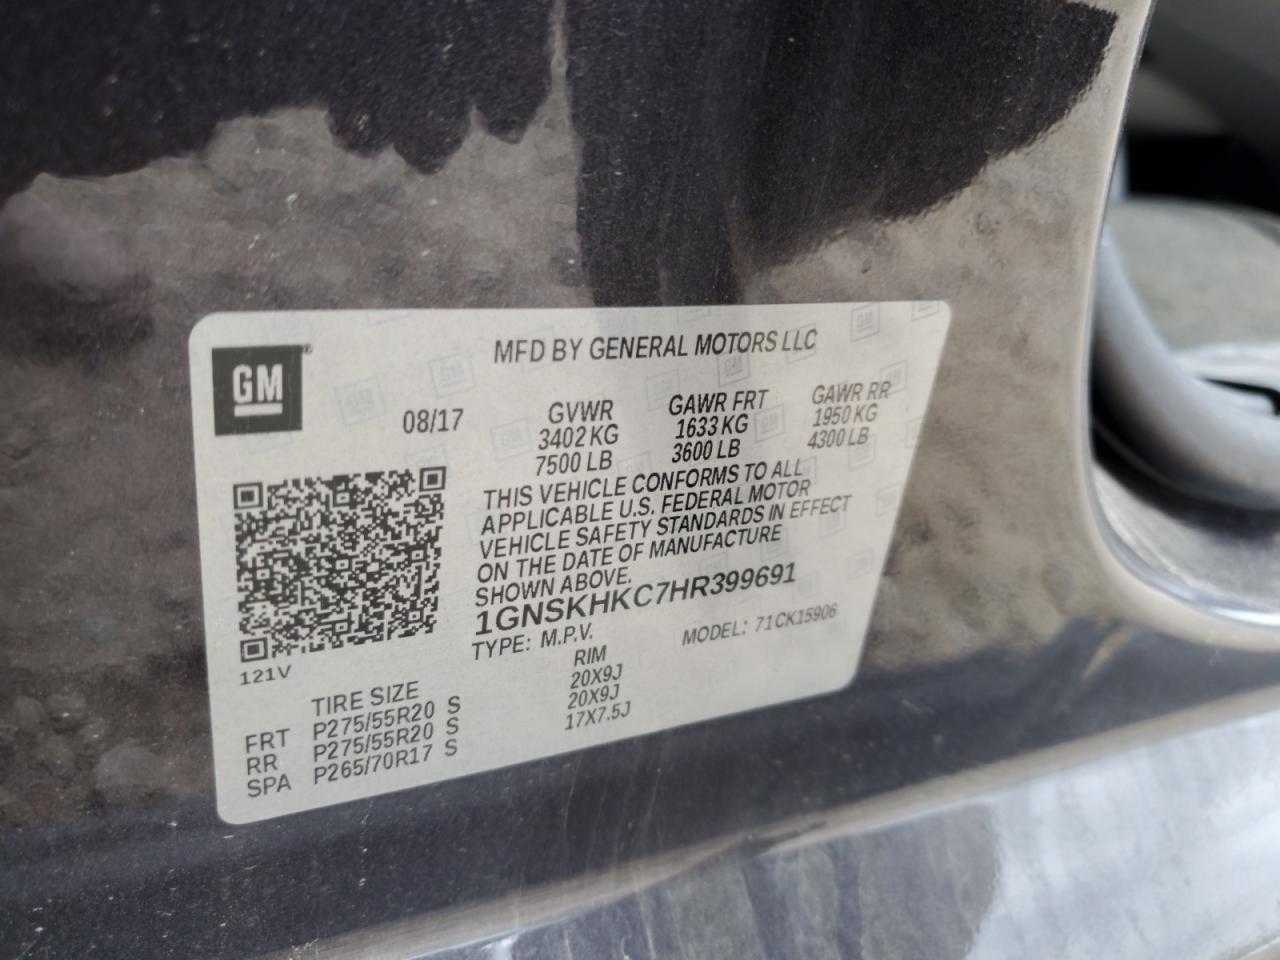 GM
MFD BY GENERAL MOTORS LLC
08/17
GVWR GAWR FRT GAWR RR
3402 KG 1633 KG 1950 KG
7500 LB 3600 LB 4300 LB
THIS VEHICLE CONFORMS TO ALL
APPLICABLE U.S. FEDERAL MOTOR
VEHICLE SAFETY STANDARDS IN EFFECT
ON THE DATE OF MANUFACTURE
SHOWN ABOVE.
1GNSKHKC7HR399691
TYPE: M.P.V. MODEL: 71CK15906
121V
TIRE SIZE RIM
FRT P275/55R20 S 20X9J
RR P275/55R20 S 20X9J
SPA P265/70R17 S 17X7.5J